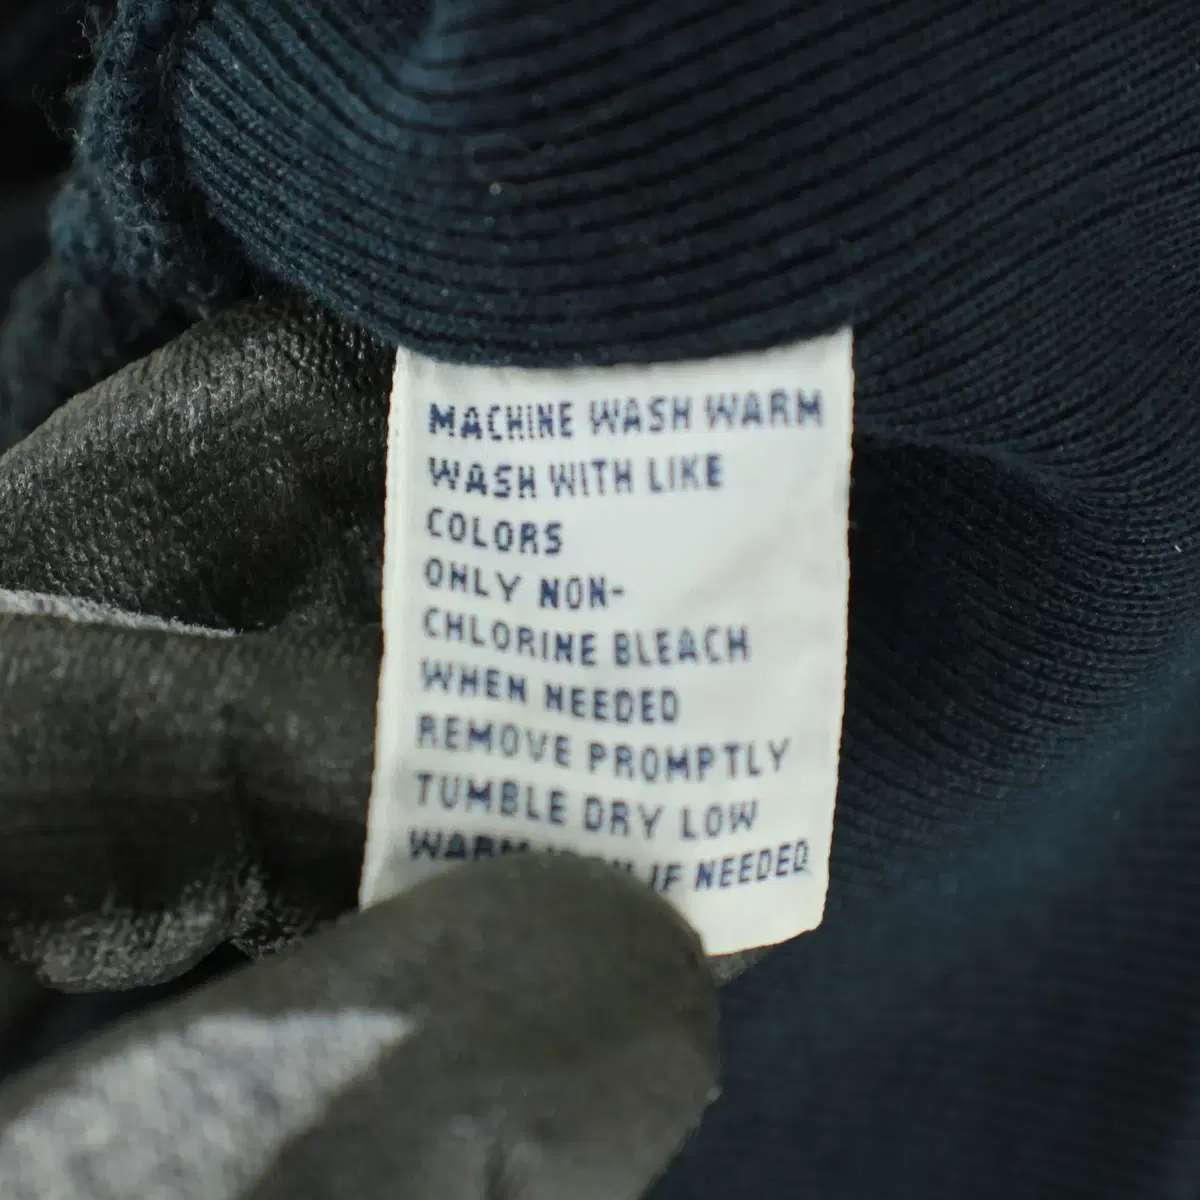 MACHINE WASH WARM
WASH WITH LIKE
COLORS
ONLY NON-
CHLORINE BLEACH
WHEN NEEDED
REMOVE PROMPTLY
TUMBLE DRY LOW
WARM IF NEEDED